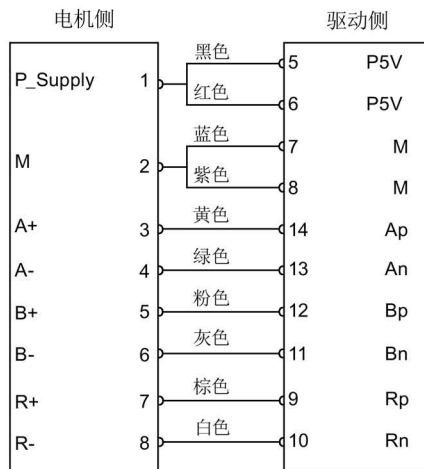 电机侧 驱动侧
黑色 5 P5V
P_Supply 1
红色 6 P5V
蓝色 7 M
M 2
紫色 8 M
A+ 3 黄色 14 Ap
A- 4 绿色 13 An
B+ 5 粉色 12 Bp
B- 6 灰色 11 Bn
R+ 7 棕色 9 Rp
R- 8 白色 10 Rn